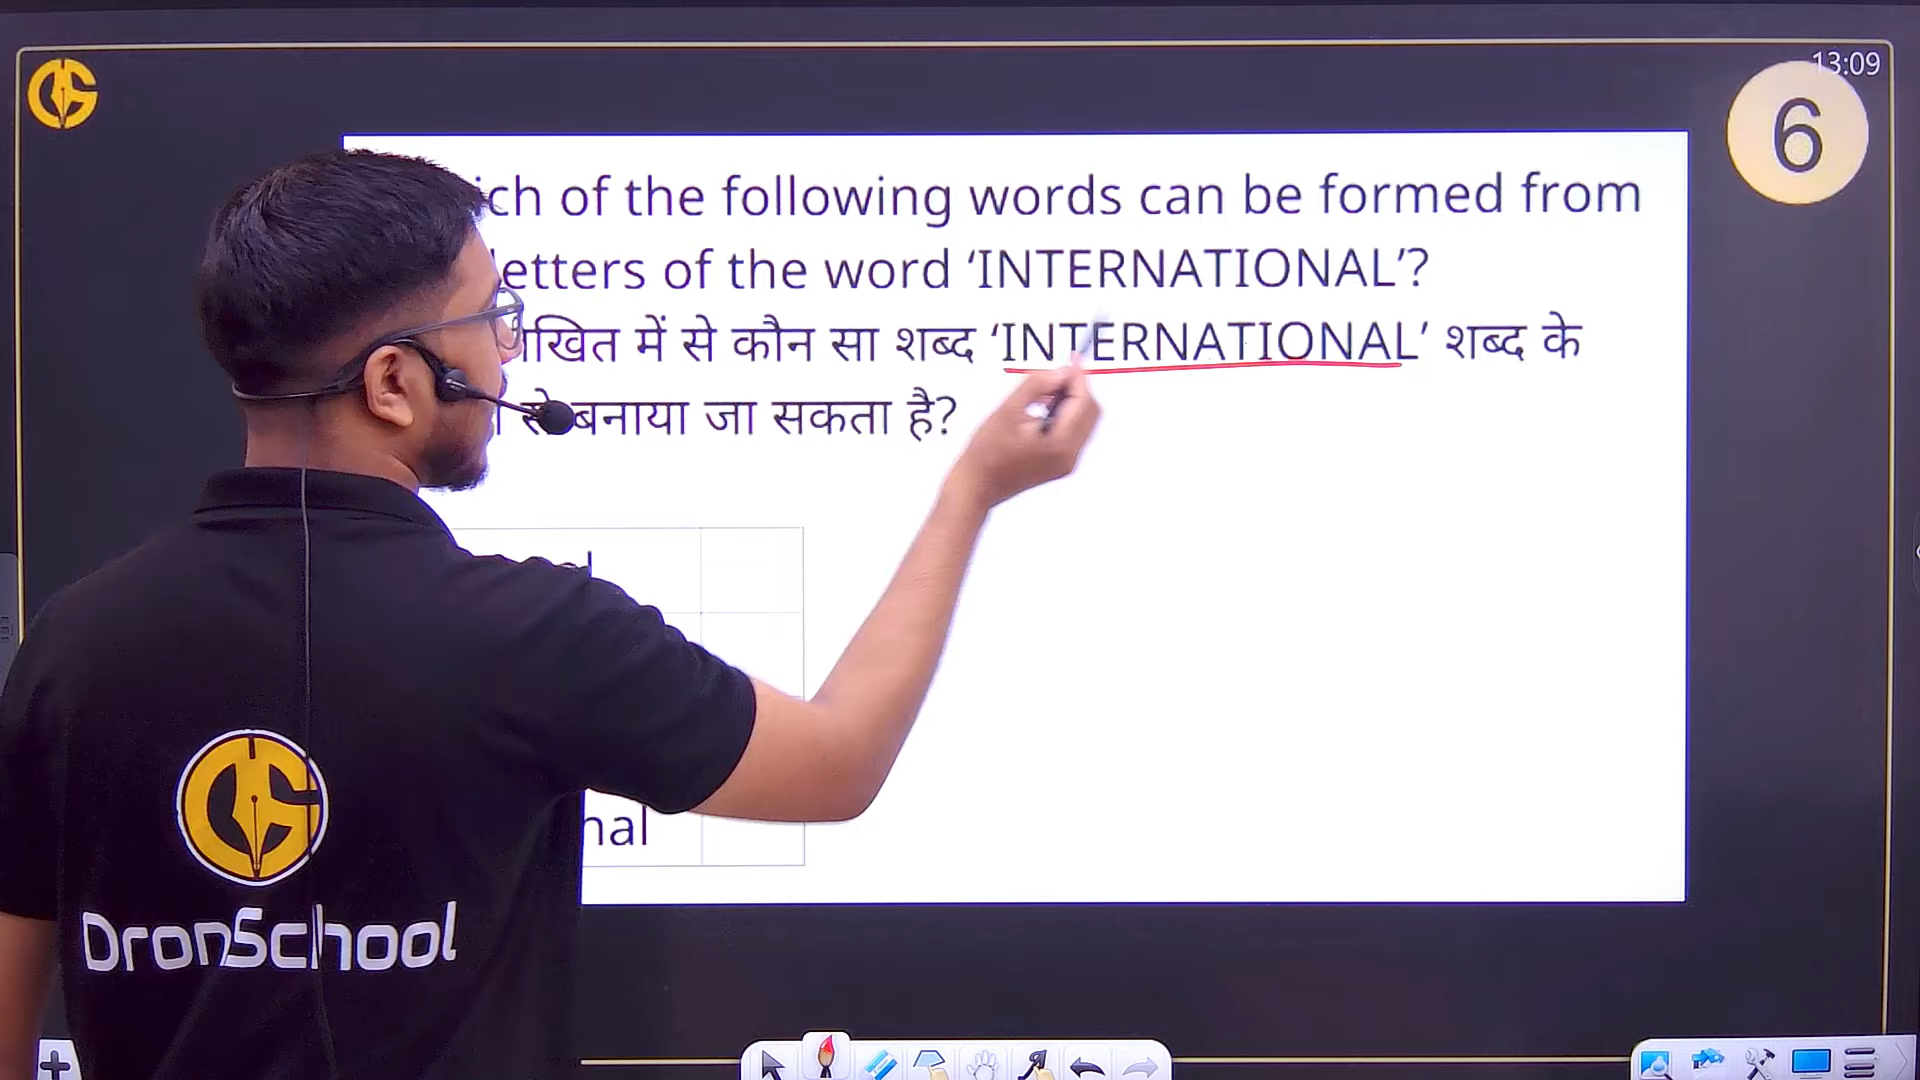 13:09
6
ich of the following words can be formed from
letters of the word ‘INTERNATIONAL’?
खित में से कौन सा शब्द ‘INTERNATIONAL’ शब्द के
से बनाया जा सकता है?
nal
DronSchool